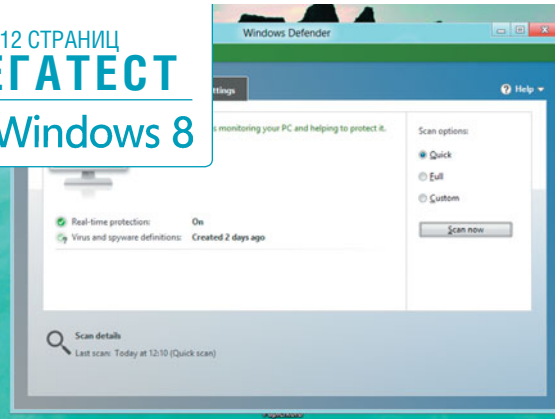 12 СТРАНИЦ
ЕГАТЕСТ
Windows 8
Windows Defender
ttings
Help
s monitoring your PC and helping to protect it.
Scan options:
Quick
Full
Custom
Scan now
Real-time protection: On
Virus and spyware definitions: Created 2 days ago
Scan details
Last scan: Today at 12:10 (Quick scan)